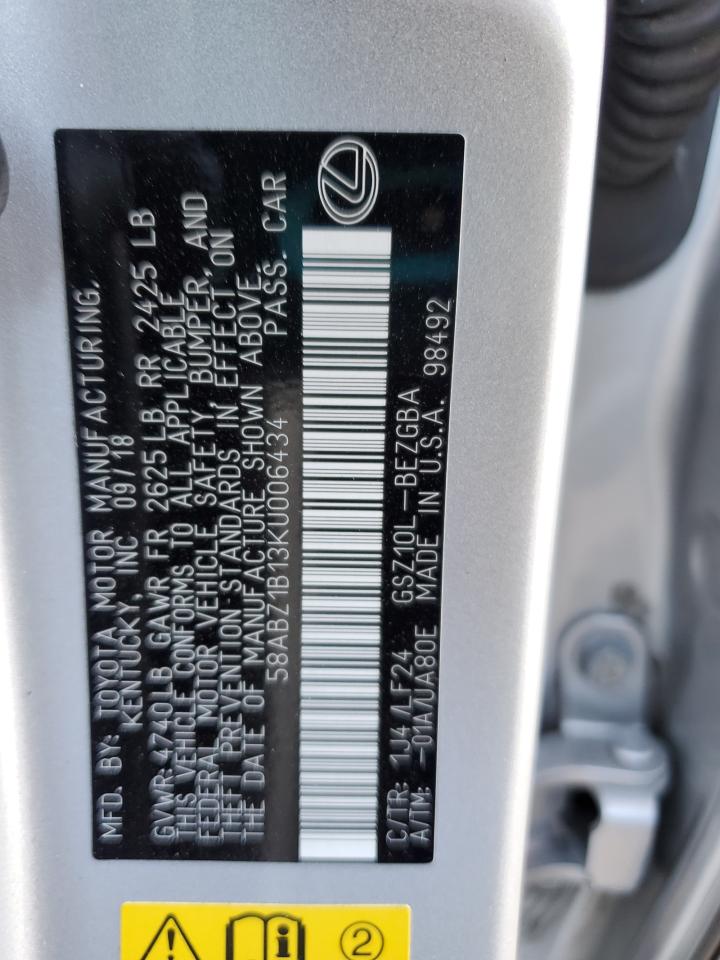 MFD. BY: TOYOTA MOTOR MANUFACTURING.
KENTUCKY, INC 09/18
GVWR 4740LB GAWR FR 2625 LB RR 2425 LB
THIS VEHICLE CONFORMS TO ALL APPLICABLE
FEDERAL MOTOR VEHICLE SAFETY BUMPER, AND
THEFT PREVENTION STANDARDS IN EFFECT ON
THE DATE OF MANUFACTURE SHOWN ABOVE.
58ABZ1B13KU006434 PASS. CAR
C/TR: 1J4/LF24 GSZ10L-BEZGBA
A/TM: -01A/UA80E MADE IN U.S.A. 98492
2